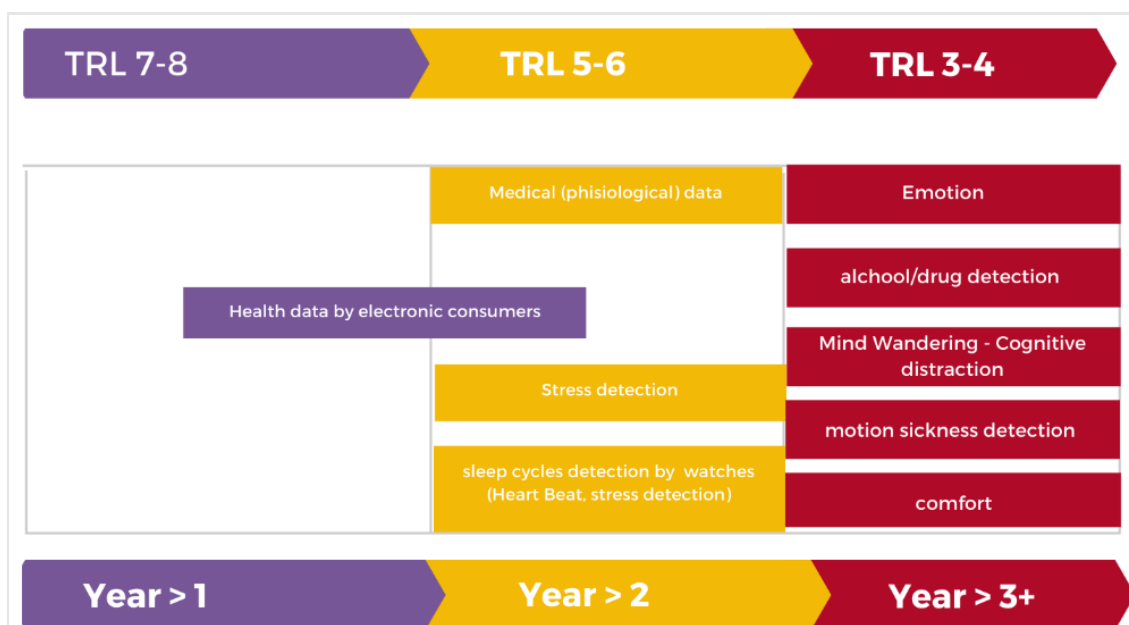 TRL 7-8
TRL 5-6
TRL 3-4
Medical (phisiological) data
Emotion
alchool/drug detection
Health data by electronic consumers
Mind Wandering - Cognitive
distraction
Stress detection
motion sickness detection
sleep cycles detection by watches
(Heart Beat, stress detection)
comfort
Year > 1
Year > 2
Year > 3+